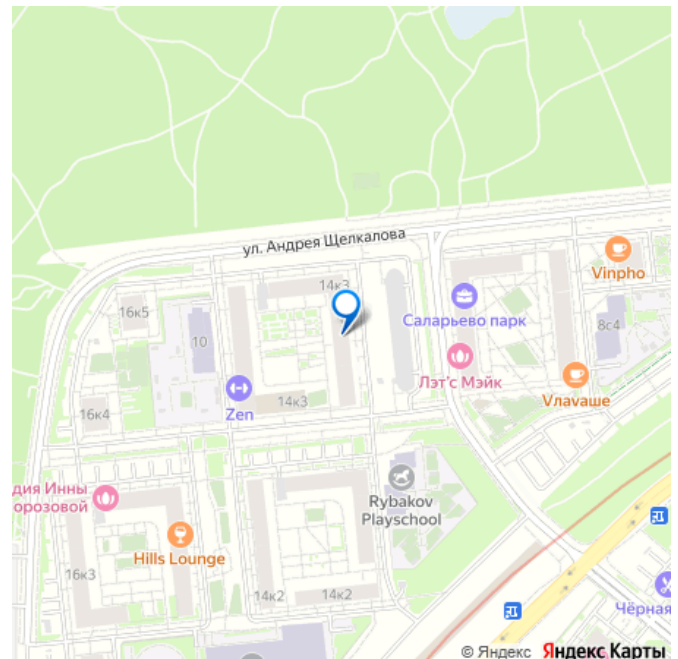 ул. Андрея Щелкалова
Vinpho
14к3
16к5
Саларьево парк
8с4
10
Лэт'с Мэйк
Vлаvаше
14к3
16к4
Zen
Rybakov
Playschool
дия Инны
орозовой
Hills Lounge
16к3
14к2
14к2
Чёрная
© Яндекс Яндекс Карты